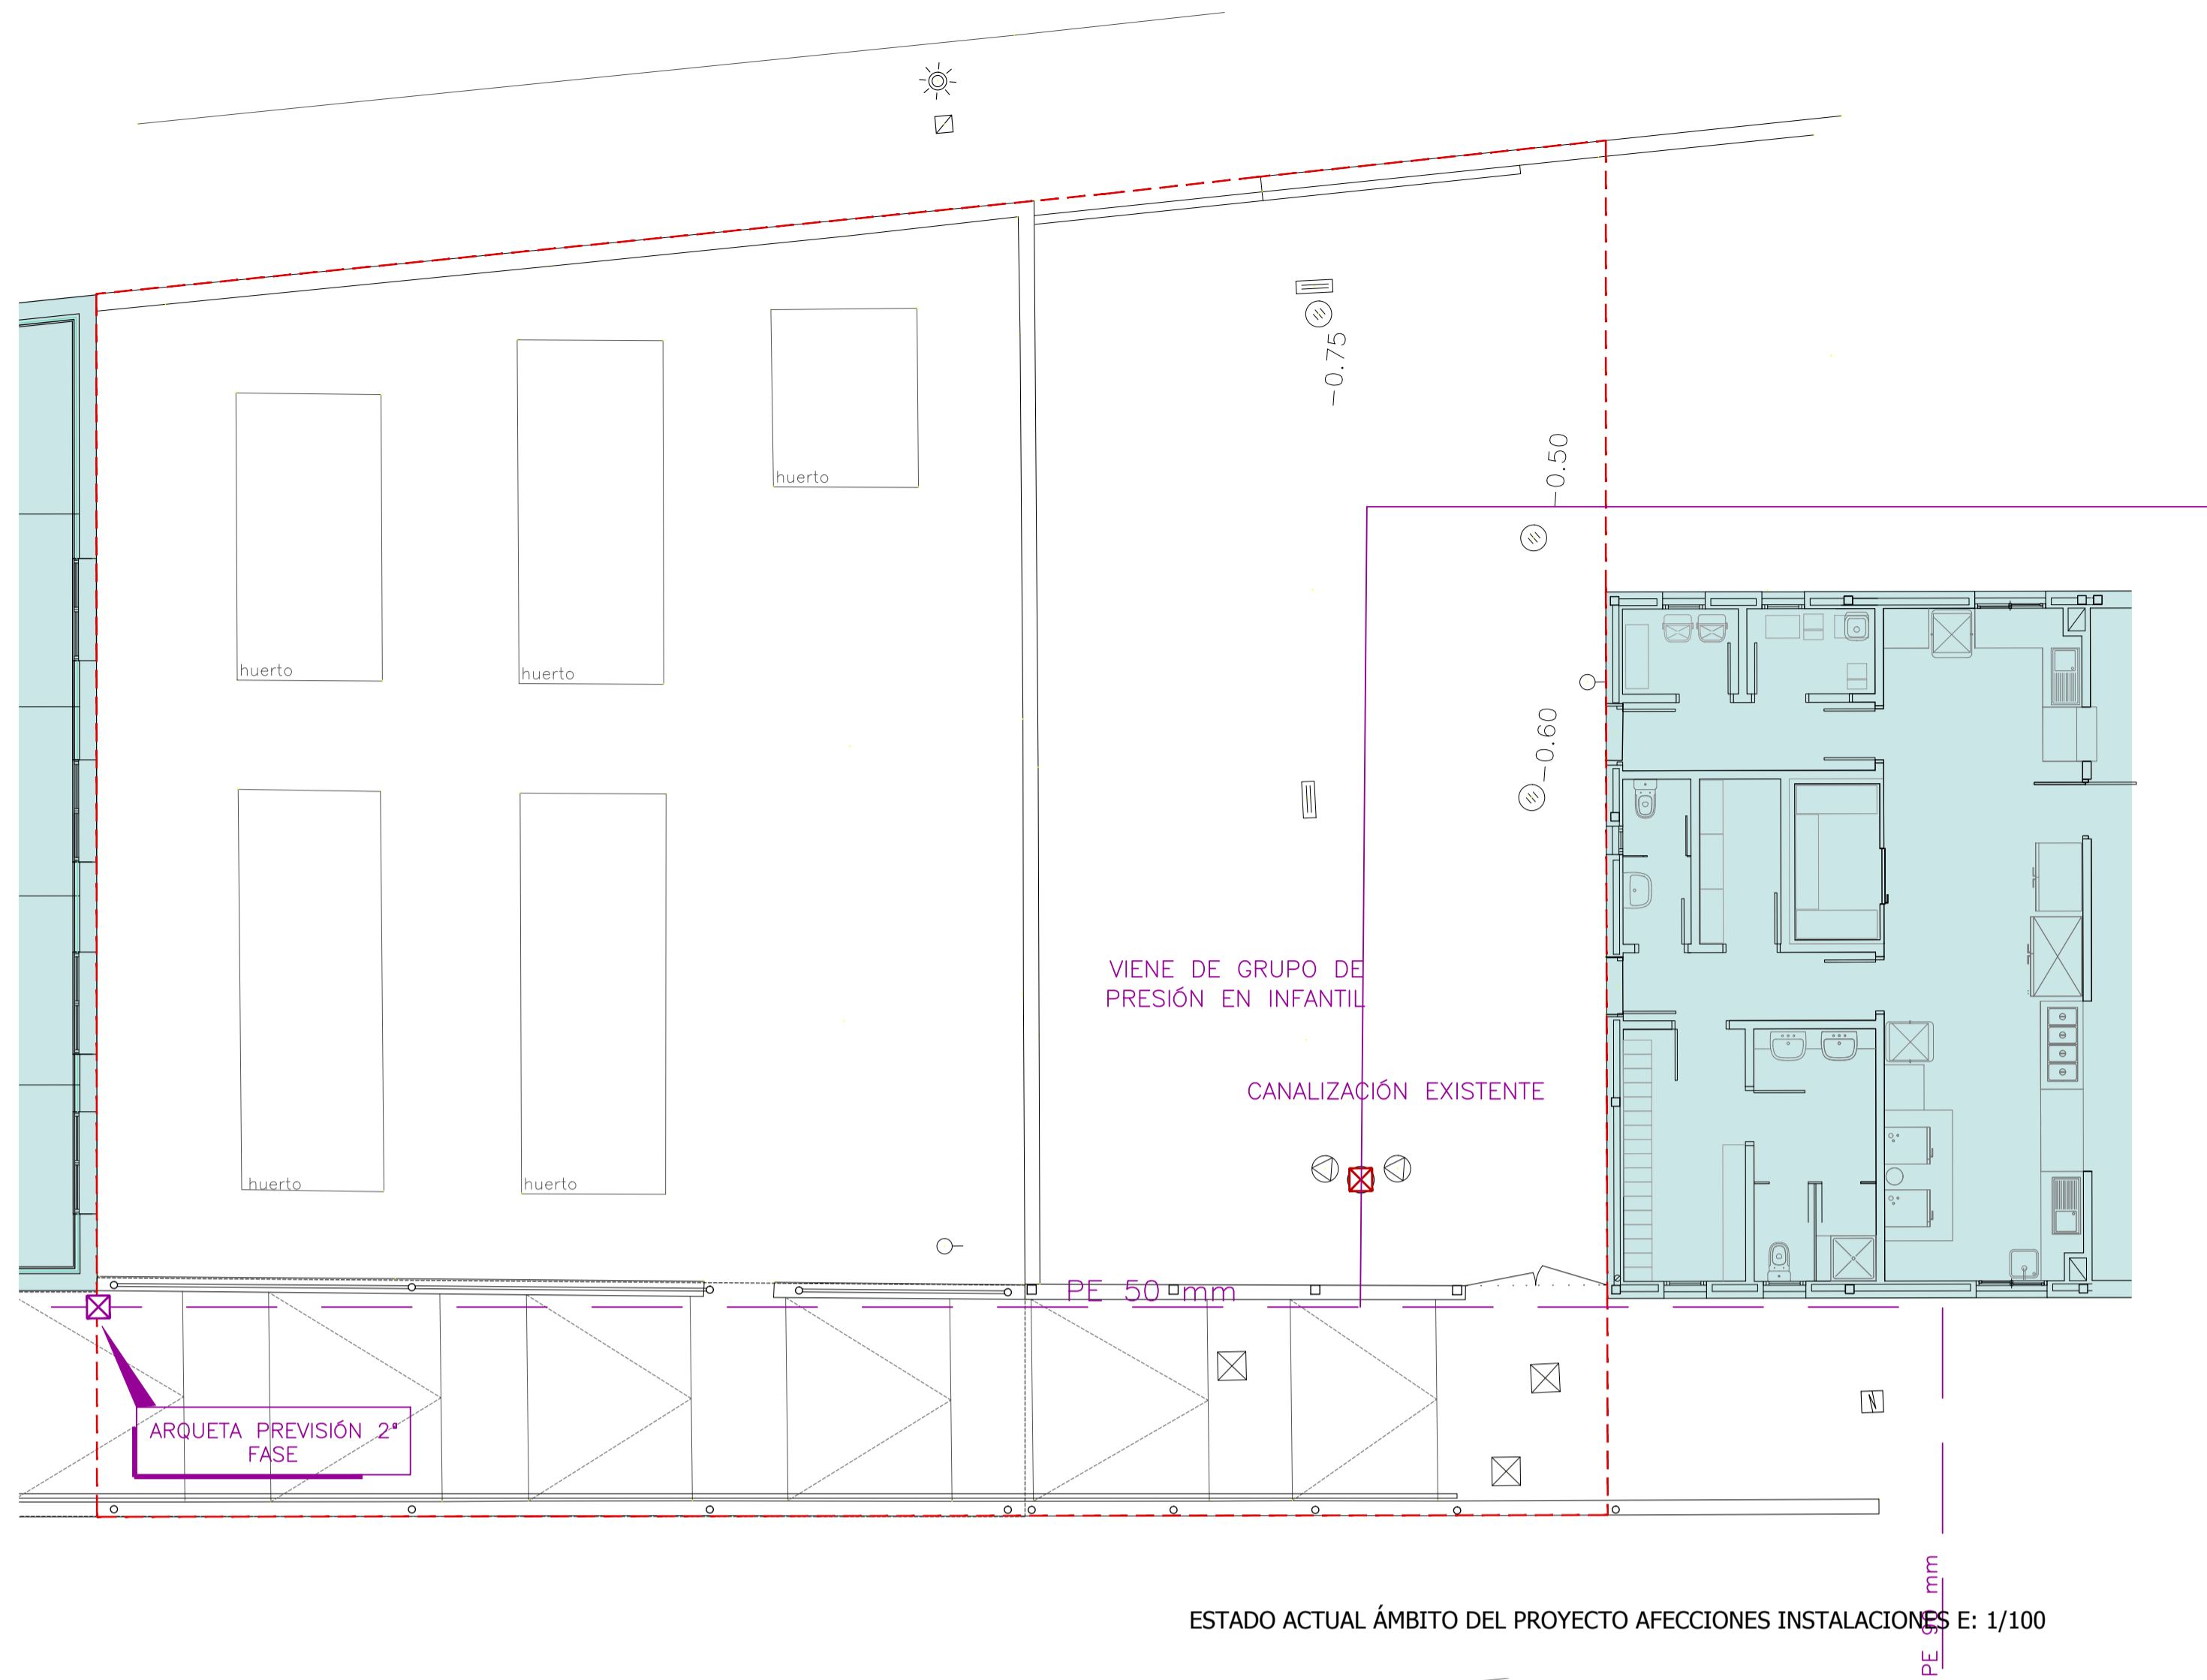 -0.75
-0.50
huerto
huerto
huerto
-0.60
VIENE DE GRUPO DE
PRESIÓN EN INFANTIL
CANALIZACIÓN EXISTENTE
huerto
huerto
PE 50 mm
ARQUETA PREVISIÓN 2ª
FASE
ESTADO ACTUAL ÁMBITO DEL PROYECTO AFECCIONES INSTALACIONES E: 1/100
PE 90 mm